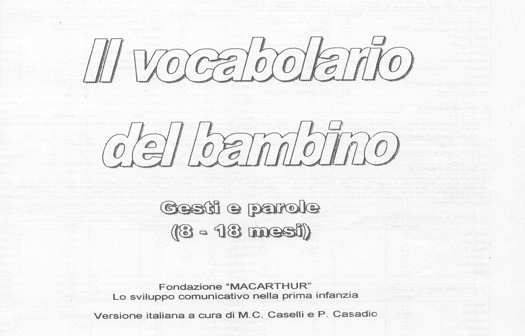 Il vocabolario
del bambino
Gesti e parole
(8 - 18 mesi)
Fondazione "MACARTHUR"
Lo sviluppo comunicativo nella prima infanzia
Versione italiana a cura di M.C. Caselli e P. Casadio